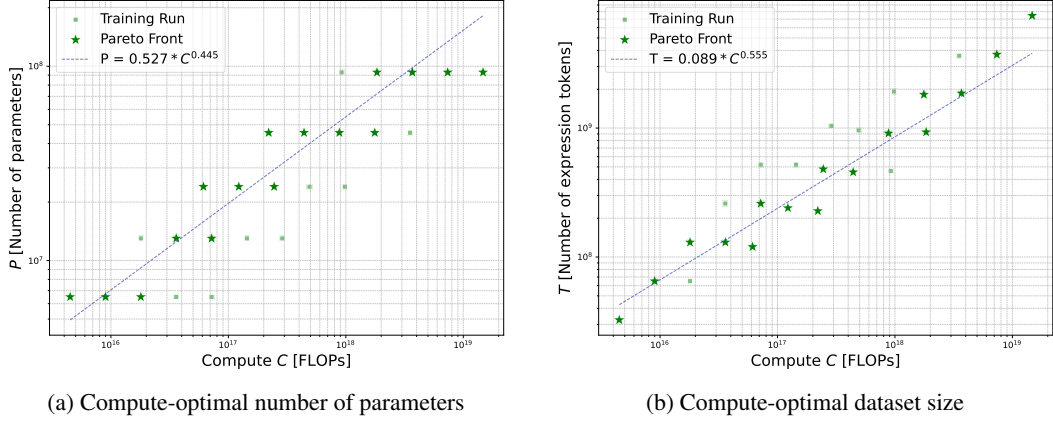 Training Run
Pareto Front
P = 0.527 * C^0.445
10^8
10^7
P [Number of parameters]
10^16
10^17
10^18
10^19
Compute C [FLOPs]
(a) Compute-optimal number of parameters
Training Run
Pareto Front
T = 0.089 * C^0.555
10^9
10^8
T [Number of expression tokens]
10^16
10^17
10^18
10^19
Compute C [FLOPs]
(b) Compute-optimal dataset size